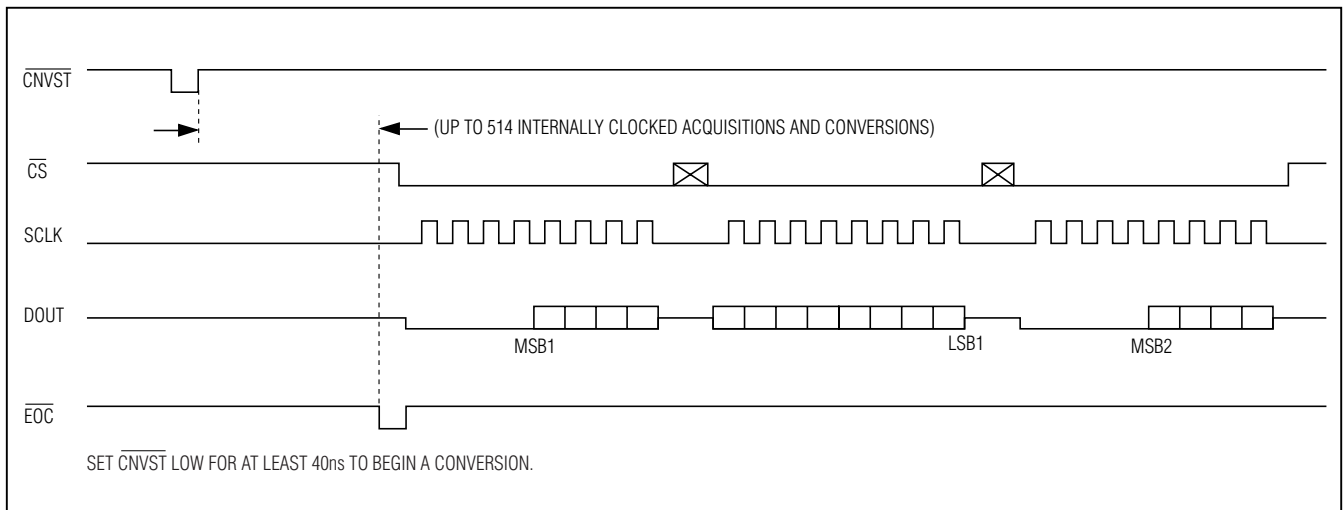 CNVST
(UP TO 514 INTERNALLY CLOCKED ACQUISITIONS AND CONVERSIONS)
CS
SCLK
DOUT
MSB1
LSB1
MSB2
EOC
SET CNVST LOW FOR AT LEAST 40ns TO BEGIN A CONVERSION.